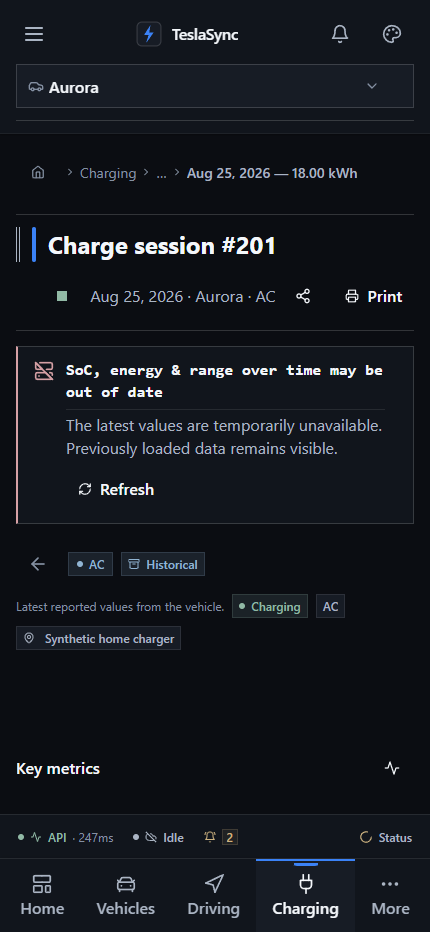 TeslaSync
Aurora
Charging
...
Aug 25, 2026 — 18.00 kWh
Charge session #201
Aug 25, 2026 · Aurora · AC
Print
SoC, energy & range over time may be
out of date
The latest values are temporarily unavailable.
Previously loaded data remains visible.
Refresh
AC
Historical
Latest reported values from the vehicle.
Charging
AC
Synthetic home charger
Key metrics
API · 247ms
Idle
2
Status
Home
Vehicles
Driving
Charging
More